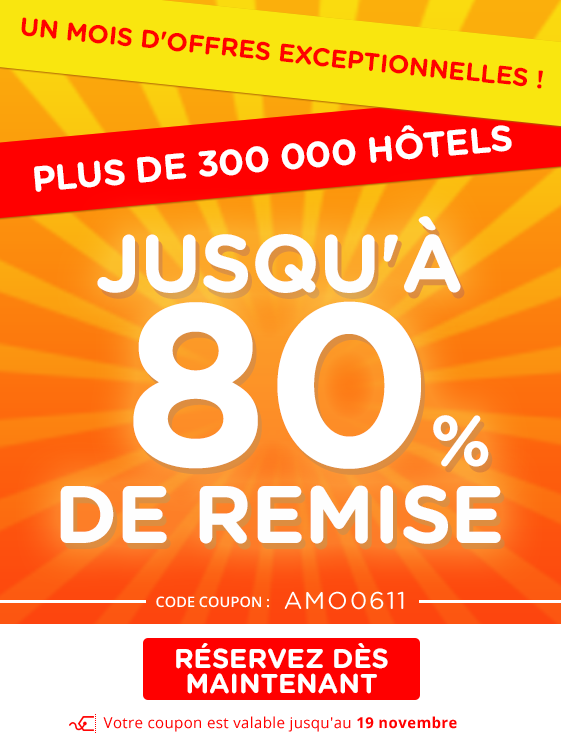 UN MOIS D'OFFRES EXCEPTIONNELLES !
PLUS DE 300 000 HÔTELS
JUSQU'À
80%
DE REMISE
CODE COUPON : AMO0611
RÉSERVEZ DÈS
MAINTENANT
Votre coupon est valable jusqu'au 19 novembre